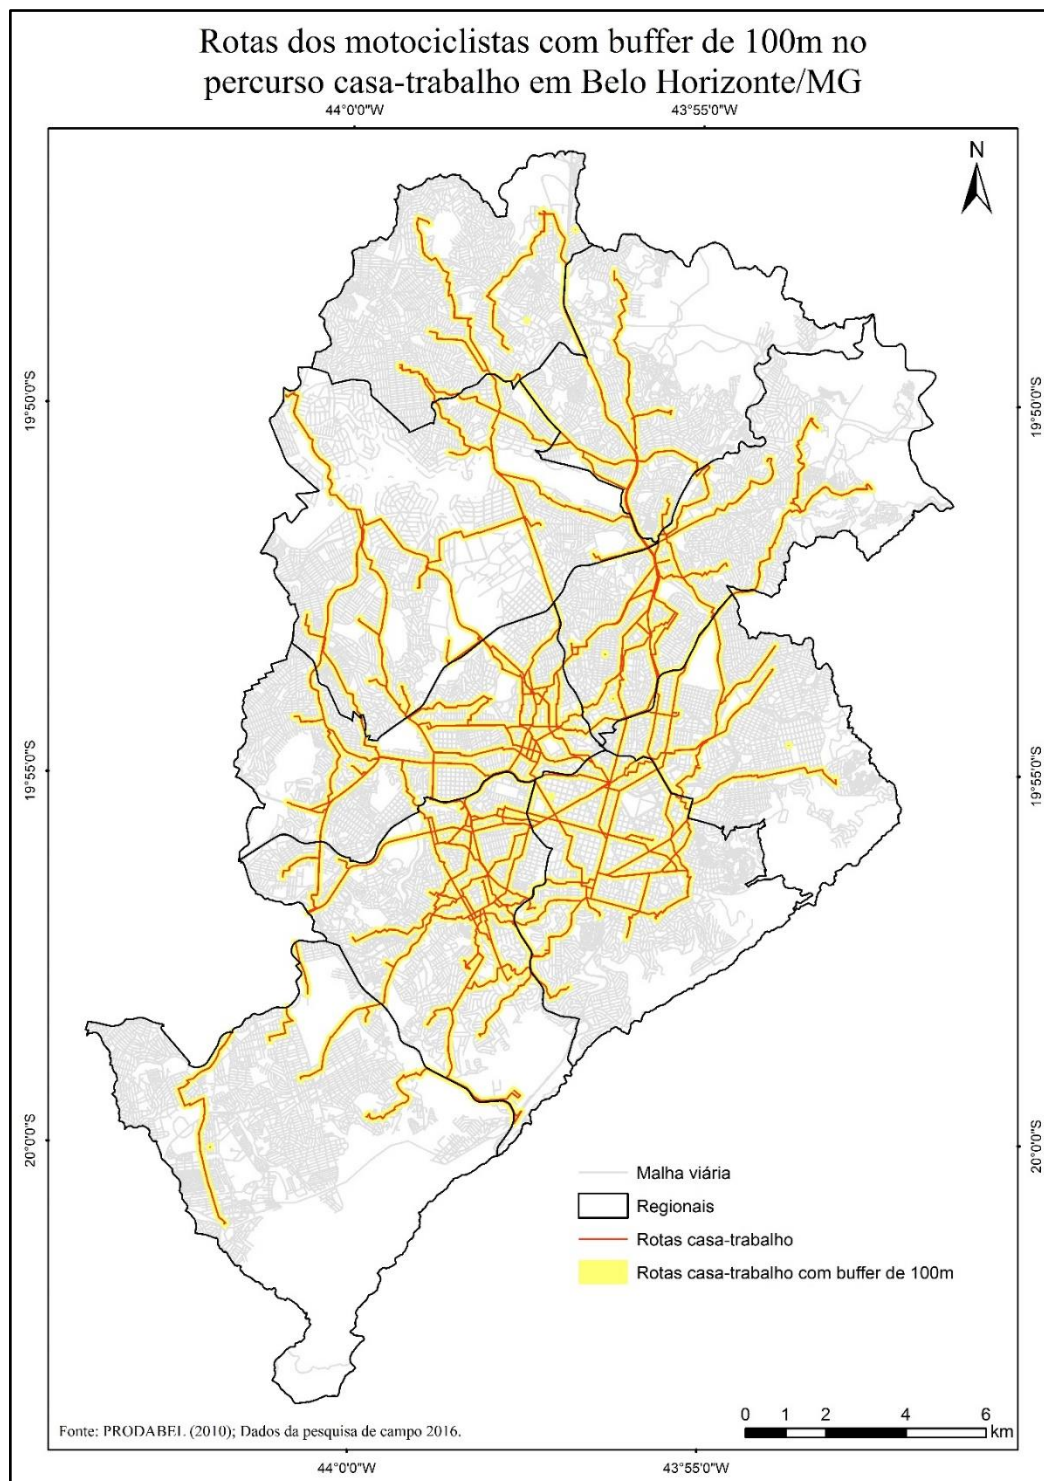 Rotas dos motociclistas com buffer de 100m no
percurso casa-trabalho em Belo Horizonte/MG
44°0'0"W 43°55'0"W
N
19°50'0"S 19°50'0"S
19°55'0"S 19°55'0"S
20°0'0"S 20°0'0"S
Malha viária
Regionais
Rotas casa-trabalho
Rotas casa-trabalho com buffer de 100m
Fonte: PRODABEL (2010); Dados da pesquisa de campo 2016.
0 1 2 4 6
km
44°0'0"W 43°55'0"W